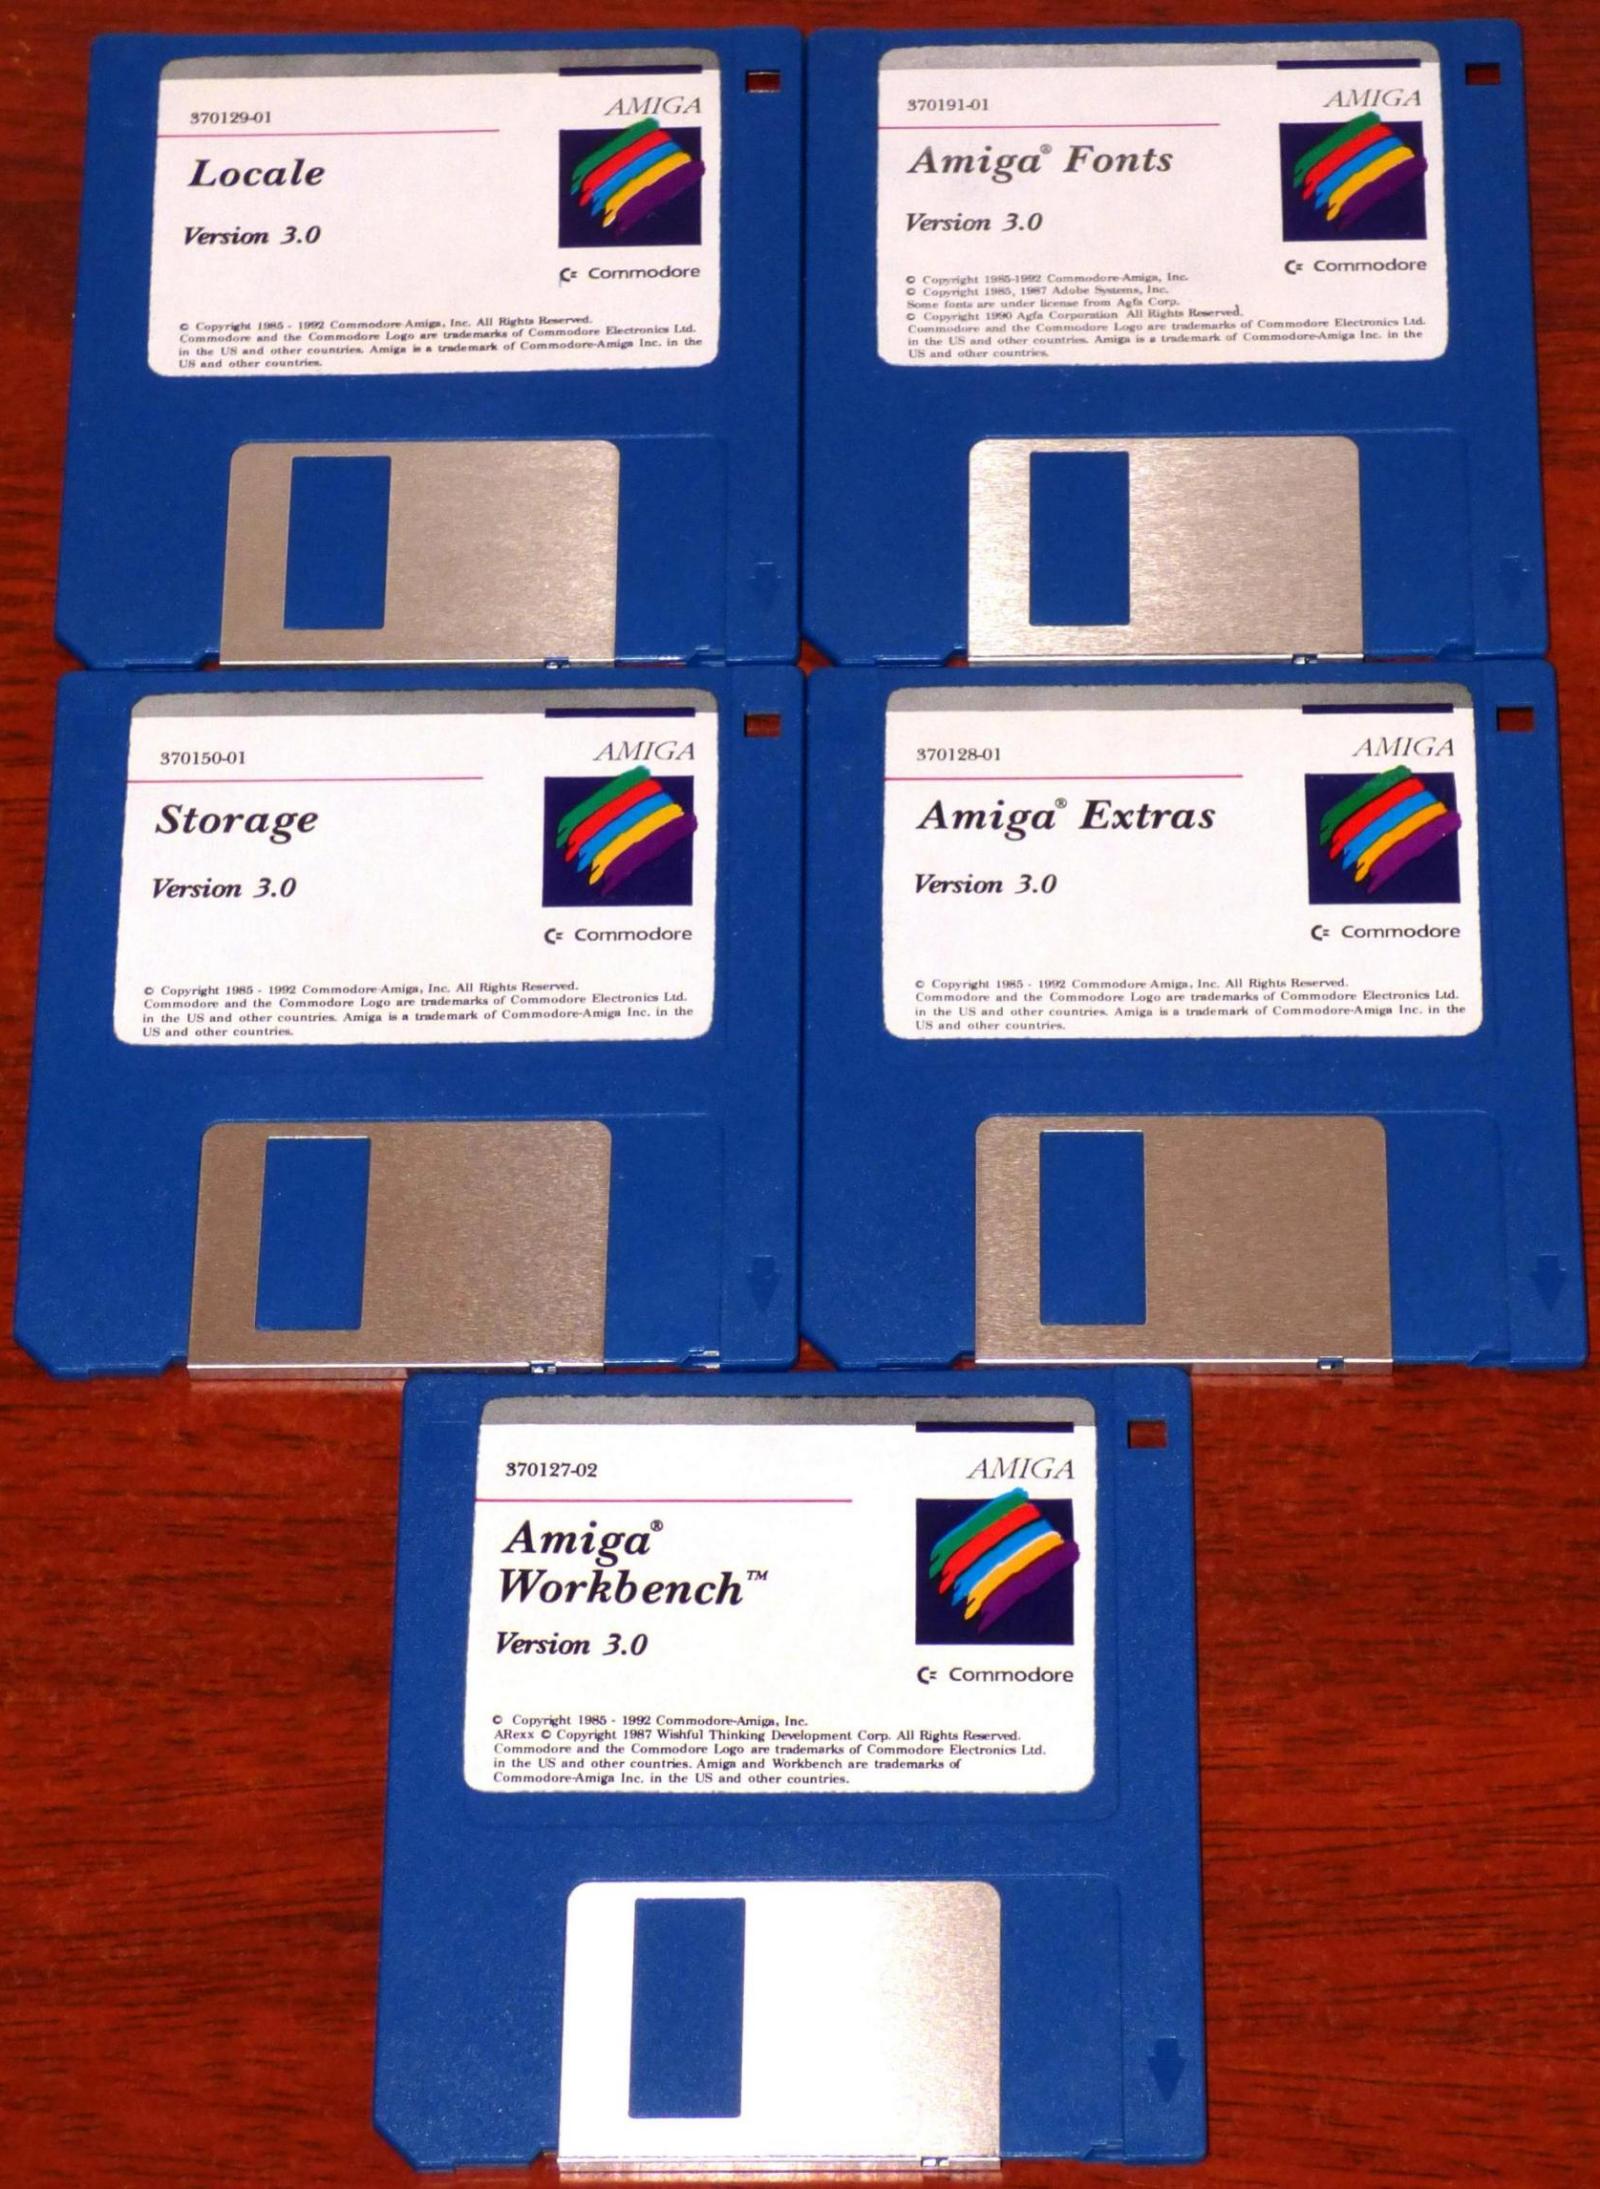 370129-01
AMIGA
Locale
Version 3.0
C= Commodore
© Copyright 1985 - 1992 Commodore-Amiga, Inc. All Rights Reserved.
Commodore and the Commodore Logo are trademarks of Commodore Electronics Ltd.
in the US and other countries. Amiga is a trademark of Commodore-Amiga Inc. in the
US and other countries.
370191-01
AMIGA
Amiga® Fonts
Version 3.0
C= Commodore
© Copyright 1985-1992 Commodore-Amiga, Inc.
© Copyright 1985, 1987 Adobe Systems, Inc.
Some fonts are under license from Agfa Corp.
© Copyright 1990 Agfa Corporation All Rights Reserved.
Commodore and the Commodore Logo are trademarks of Commodore Electronics Ltd.
in the US and other countries. Amiga is a trademark of Commodore-Amiga Inc. in the
US and other countries.
370150-01
AMIGA
Storage
Version 3.0
C= Commodore
© Copyright 1985 - 1992 Commodore-Amiga, Inc. All Rights Reserved.
Commodore and the Commodore Logo are trademarks of Commodore Electronics Ltd.
in the US and other countries. Amiga is a trademark of Commodore-Amiga Inc. in the
US and other countries.
370128-01
AMIGA
Amiga® Extras
Version 3.0
C= Commodore
© Copyright 1985 - 1992 Commodore-Amiga, Inc. All Rights Reserved.
Commodore and the Commodore Logo are trademarks of Commodore Electronics Ltd.
in the US and other countries. Amiga is a trademark of Commodore-Amiga Inc. in the
US and other countries.
370127-02
AMIGA
Amiga®
Workbench™
Version 3.0
C= Commodore
© Copyright 1985 - 1992 Commodore-Amiga, Inc.
ARexx © Copyright 1987 Wishful Thinking Development Corp. All Rights Reserved.
Commodore and the Commodore Logo are trademarks of Commodore Electronics Ltd.
in the US and other countries. Amiga and Workbench are trademarks of
Commodore-Amiga Inc. in the US and other countries.